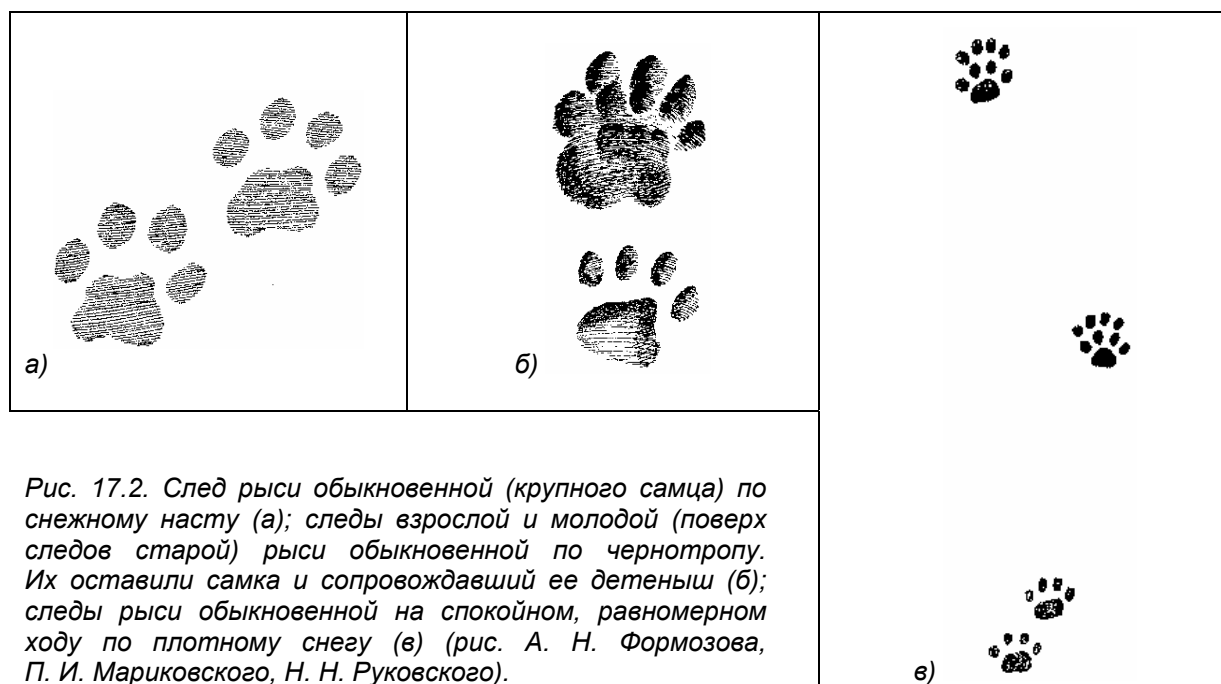 а)
б)
в)
Рис. 17.2. След рыси обыкновенной (крупного самца) по
снежному насту (а); следы взрослой и молодой (поверх
следов старой) рыси обыкновенной по чернотропу.
Их оставили самка и сопровождавший ее детеныш (б);
следы рыси обыкновенной на спокойном, равномерном
ходу по плотному снегу (в) (рис. А. Н. Формозова,
П. И. Мариковского, Н. Н. Руковского).